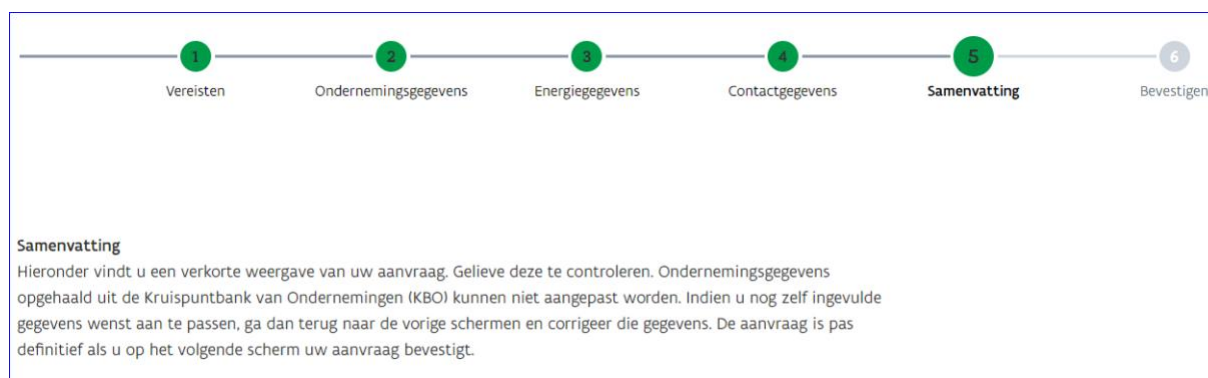 1 2 3 4 5 6
Vereisten Ondernemingsgegevens Energiegegevens Contactgegevens Samenvatting Bevestigen
Samenvatting
Hieronder vindt u een verkorte weergave van uw aanvraag. Gelieve deze te controleren. Ondernemingsgegevens
opgehaald uit de Kruispuntbank van Ondernemingen (KBO) kunnen niet aangepast worden. Indien u nog zelf ingevulde
gegevens wenst aan te passen, ga dan terug naar de vorige schermen en corrigeer die gegevens. De aanvraag is pas
definitief als u op het volgende scherm uw aanvraag bevestigt.